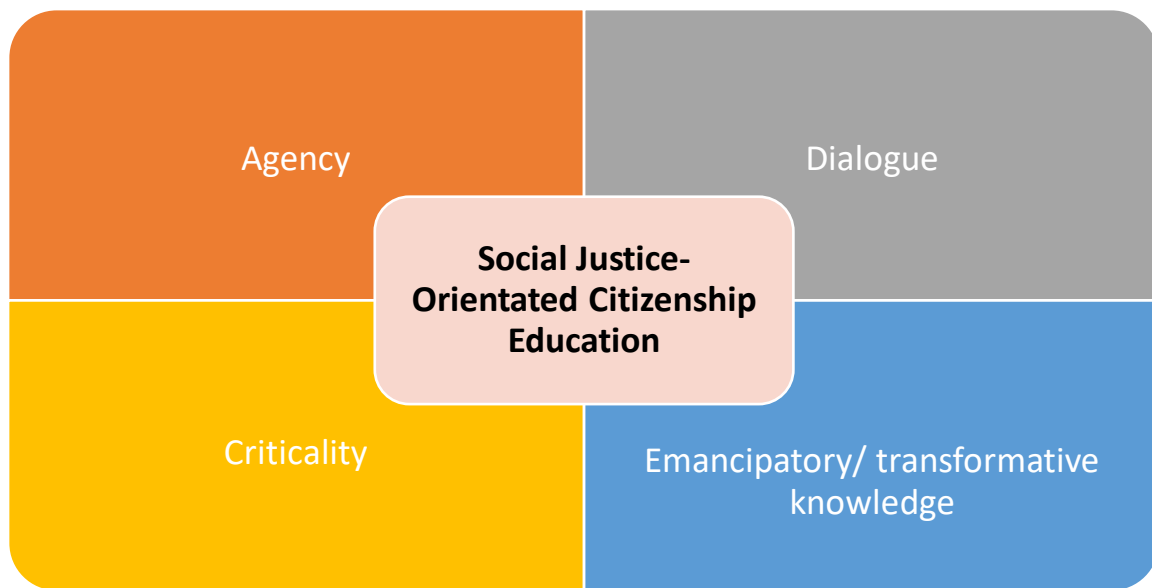 Agency
Dialogue
Social Justice-
Orientated Citizenship
Education
Criticality
Emancipatory/ transformative
knowledge